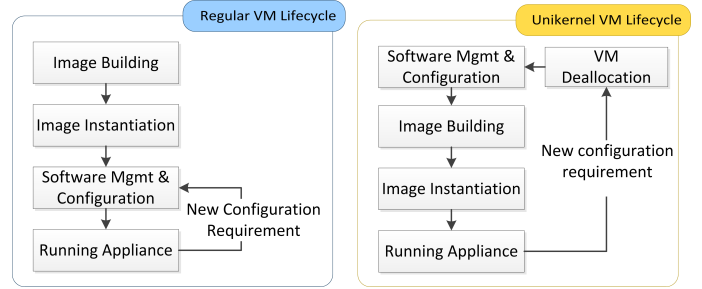 Regular VM Lifecycle
Image Building
Image Instantiation
Software Mgmt &
Configuration
New Configuration
Requirement
Running Appliance
Unikernel VM Lifecycle
Software Mgmt &
Configuration
VM
Deallocation
Image Building
New configuration
requirement
Image Instantiation
Running Appliance